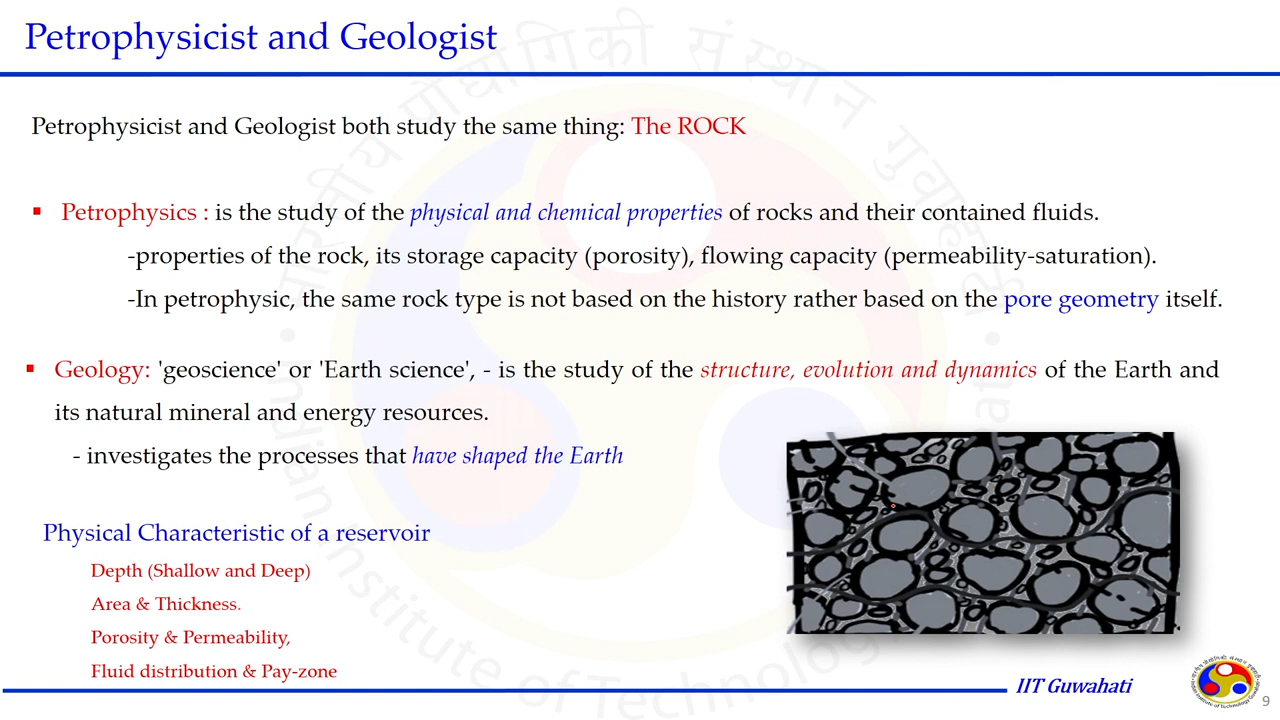 Petrophysicist and Geologist
Petrophysicist and Geologist both study the same thing: The ROCK
▪ Petrophysics : is the study of the physical and chemical properties of rocks and their contained fluids.
-properties of the rock, its storage capacity (porosity), flowing capacity (permeability-saturation).
-In petrophysic, the same rock type is not based on the history rather based on the pore geometry itself.
▪ Geology: 'geoscience' or 'Earth science', - is the study of the structure, evolution and dynamics of the Earth and
its natural mineral and energy resources.
- investigates the processes that have shaped the Earth
Physical Characteristic of a reservoir
Depth (Shallow and Deep)
Area & Thickness.
Porosity & Permeability,
Fluid distribution & Pay-zone
IIT Guwahati
9
भारतीय प्रौद्योगिकी संस्थान गुवाहाटी
Indian Institute of Technology